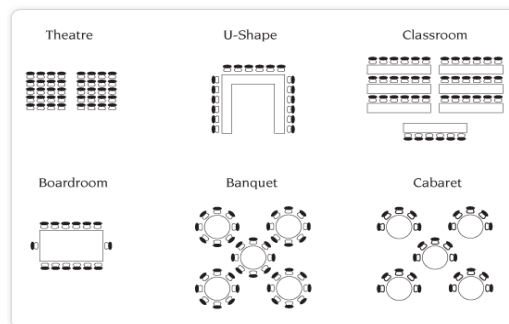 Theatre
U-Shape
Classroom
Boardroom
Banquet
Cabaret